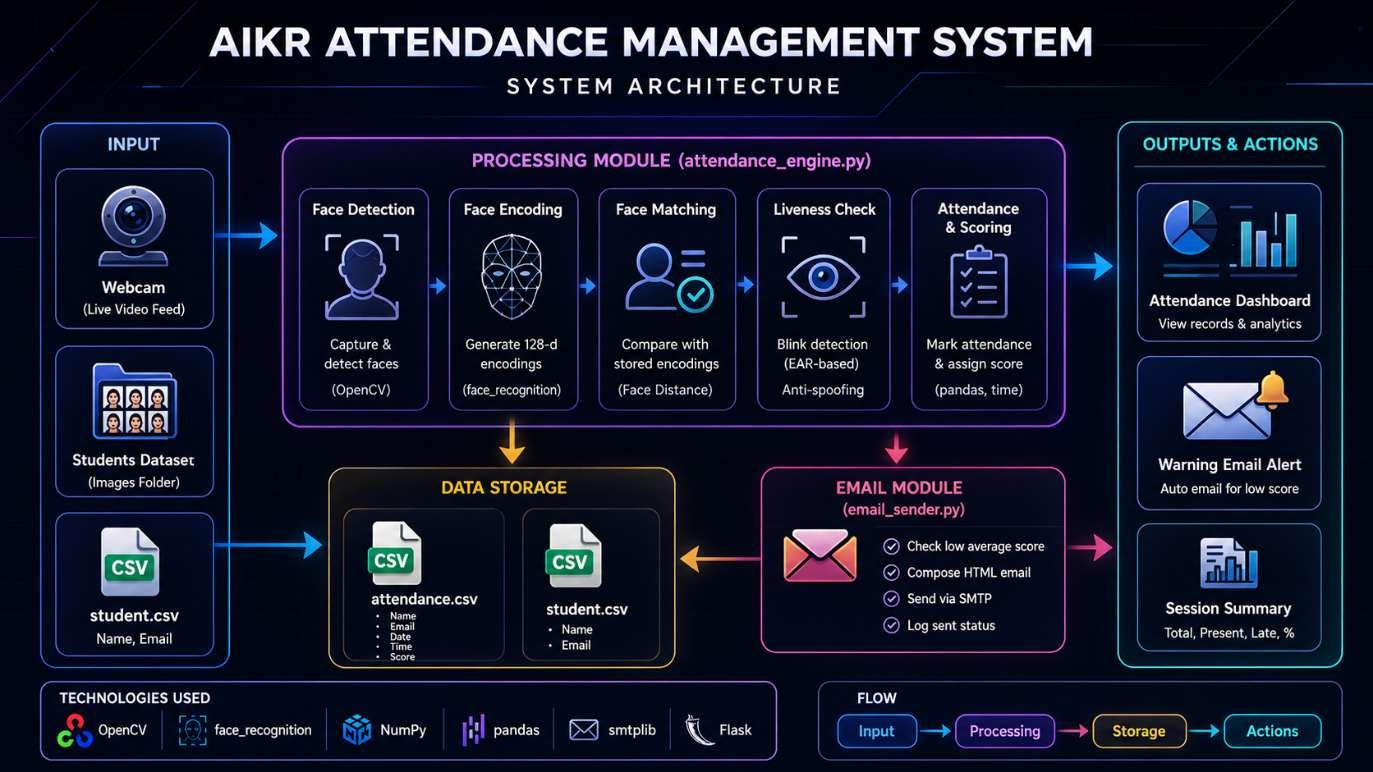 AIKR ATTENDANCE MANAGEMENT SYSTEM
SYSTEM ARCHITECTURE
INPUT
Webcam
(Live Video Feed)
Students Dataset
(Images Folder)
CSV
student.csv
Name, Email
PROCESSING MODULE (attendance_engine.py)
Face Detection
Capture &
detect faces
(OpenCV)
Face Encoding
Generate 128-d
encodings
(face_recognition)
Face Matching
Compare with
stored encodings
(Face Distance)
Liveness Check
Blink detection
(EAR-based)
Anti-spoofing
Attendance
& Scoring
Mark attendance
& assign score
(pandas, time)
DATA STORAGE
CSV
attendance.csv
• Name
• Email
• Date
• Time
• Score
CSV
student.csv
• Name
• Email
EMAIL MODULE
(email_sender.py)
Check low average score
Compose HTML email
Send via SMTP
Log sent status
OUTPUTS & ACTIONS
Attendance Dashboard
View records & analytics
Warning Email Alert
Auto email for low score
Session Summary
Total, Present, Late, %
TECHNOLOGIES USED
OpenCV
face_recognition
NumPy
pandas
smtplib
Flask
FLOW
Input
Processing
Storage
Actions